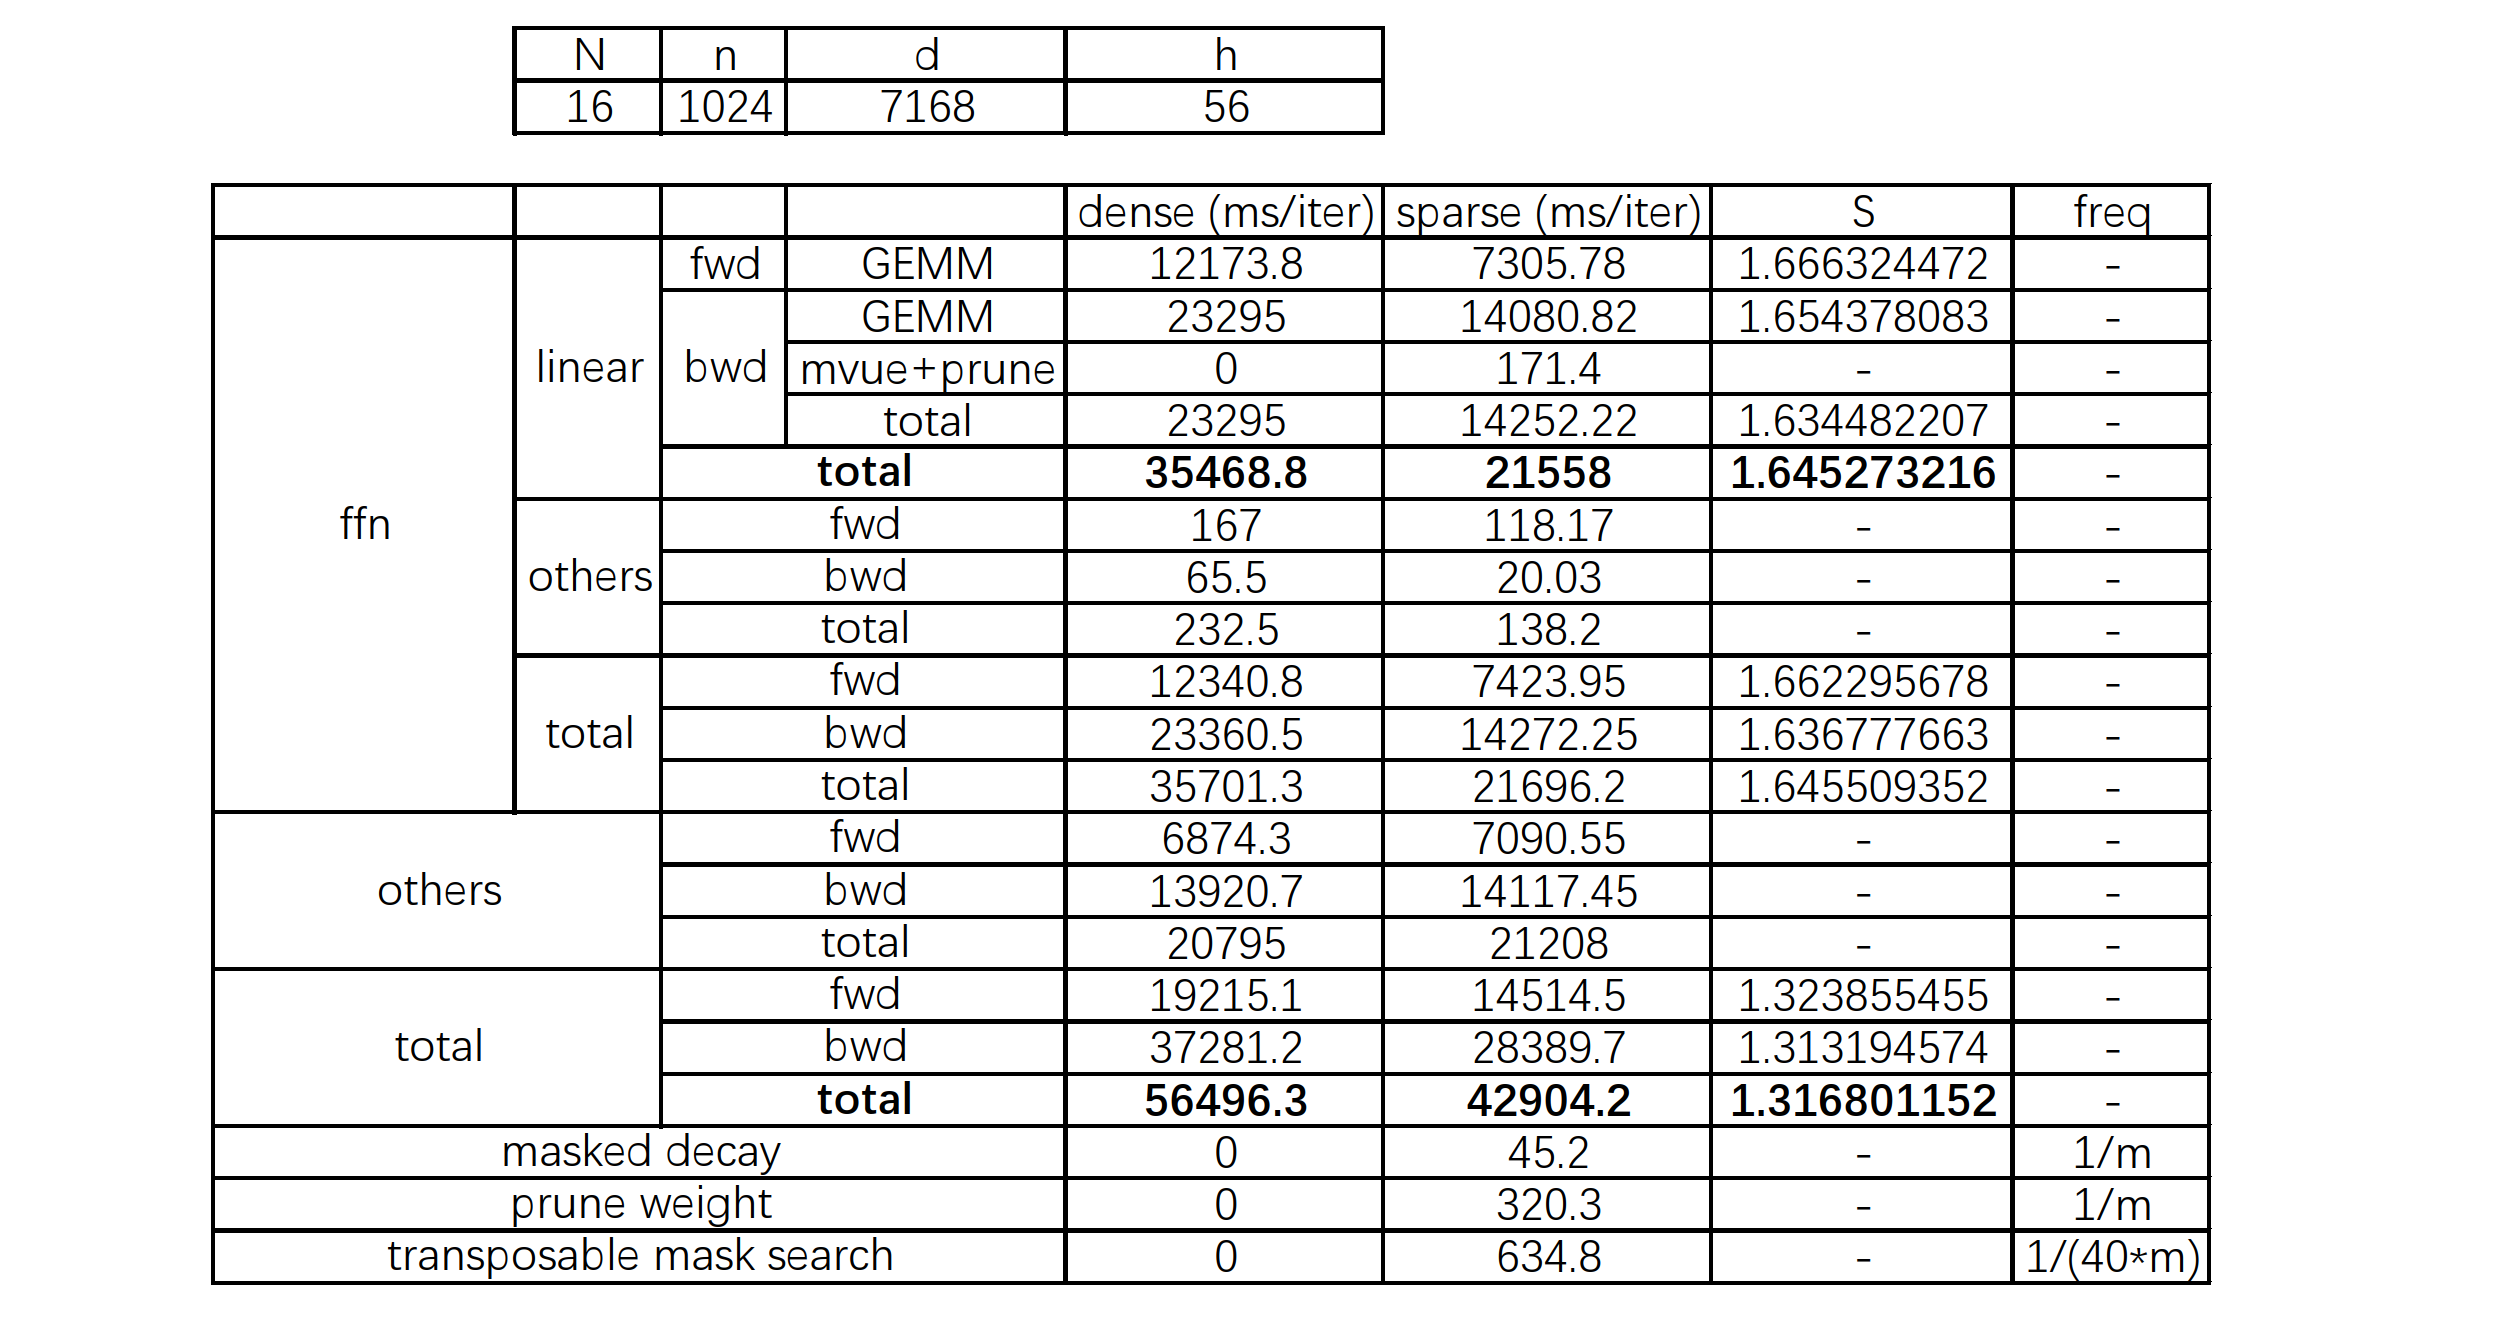 N n d h
16 1024 7168 56
dense (ms/iter) sparse (ms/iter) S freq
ffn linear fwd GEMM 12173.8 7305.78 1.666324472 -
bwd GEMM 23295 14080.82 1.654378083 -
mvue+prune 0 171.4 - -
total 23295 14252.22 1.634482207 -
total 35468.8 21558 1.645273216 -
others fwd 167 118.17 - -
bwd 65.5 20.03 - -
total 232.5 138.2 - -
total fwd 12340.8 7423.95 1.662295678 -
bwd 23360.5 14272.25 1.636777663 -
total 35701.3 21696.2 1.645509352 -
others fwd 6874.3 7090.55 - -
bwd 13920.7 14117.45 - -
total 20795 21208 - -
total fwd 19215.1 14514.5 1.323855455 -
bwd 37281.2 28389.7 1.313194574 -
total 56496.3 42904.2 1.316801152 -
masked decay 0 45.2 - 1/m
prune weight 0 320.3 - 1/m
transposable mask search 0 634.8 - 1/(40*m)